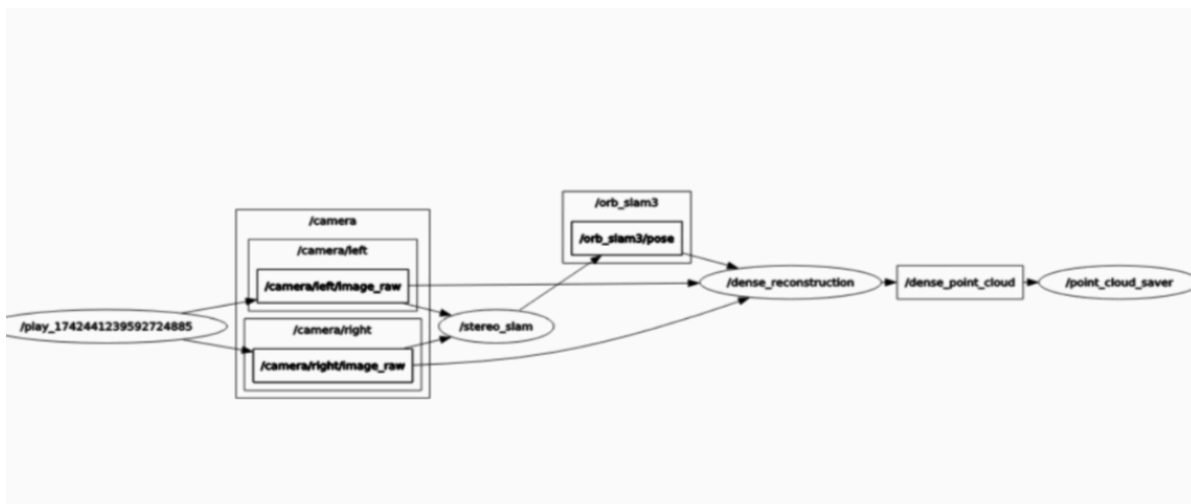 /orb_slam3
/orb_slam3/pose
/camera
/camera/left
/camera/left/image_raw
/dense_reconstruction
/dense_point_cloud
/point_cloud_saver
/play_1742441239592724885
/stereo_slam
/camera/right
/camera/right/image_raw